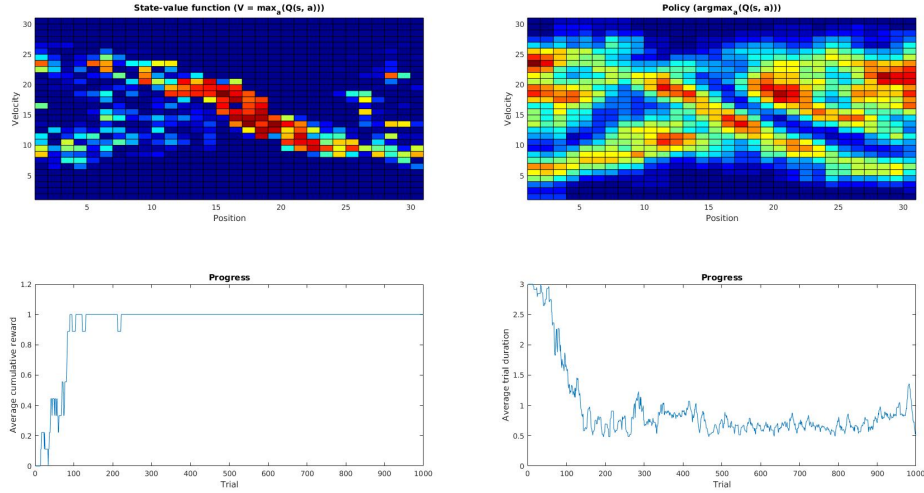 State-value function (V = max_a(Q(s, a)))
30
25
20
15
10
5
Velocity
5 10 15 20 25 30
Position
Policy (argmax_a(Q(s, a)))
30
25
20
15
10
5
Velocity
5 10 15 20 25 30
Position
Progress
1.2
1
0.8
0.6
0.4
0.2
0
Average cumulative reward
0 100 200 300 400 500 600 700 800 900 1000
Trial
Progress
3
2.5
2
1.5
1
0.5
0
Average trial duration
0 100 200 300 400 500 600 700 800 900 1000
Trial